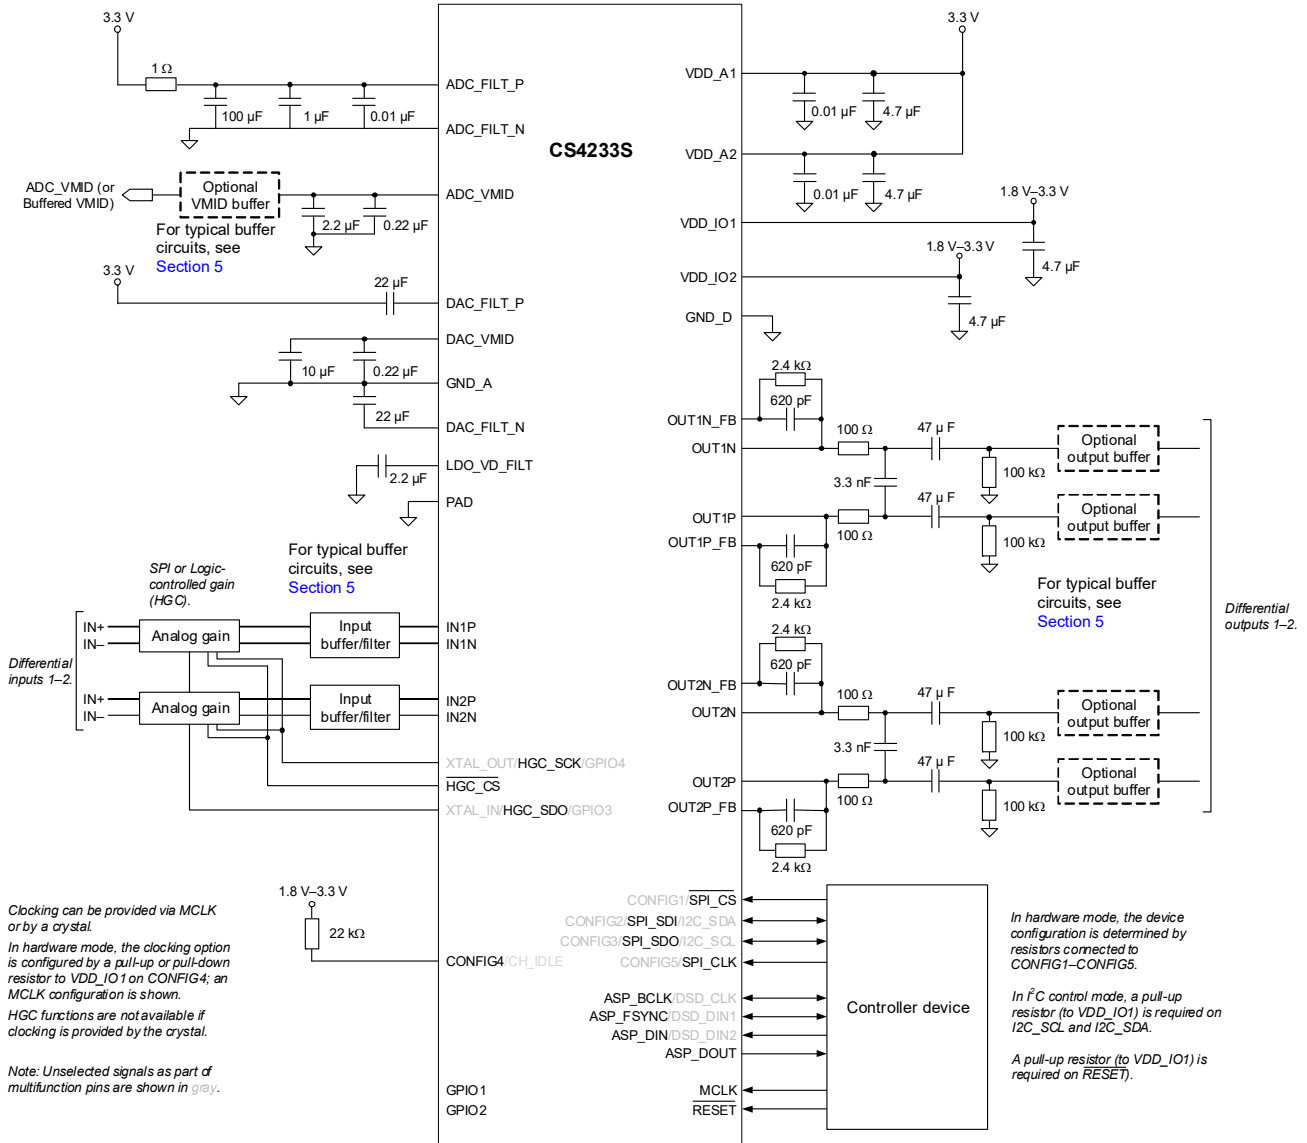 3.3 V
1 Ω
100 µF
1 µF
0.01 µF
ADC_FILT_P
ADC_FILT_N
CS4233S
ADC_VMID (or
Buffered VMID)
Optional
VMID buffer
2.2 µF
0.22 µF
ADC_VMID
For typical buffer
circuits, see
Section 5
3.3 V
22 µF
DAC_FILT_P
DAC_VMID
10 µF
0.22 µF
GND_A
22 µF
DAC_FILT_N
LDO_VD_FILT
2.2 µF
PAD
3.3 V
VDD_A1
0.01 µF
4.7 µF
VDD_A2
0.01 µF
4.7 µF
1.8 V–3.3 V
VDD_IO1
4.7 µF
1.8 V–3.3 V
VDD_IO2
4.7 µF
GND_D
2.4 kΩ
620 pF
OUT1N_FB
OUT1N
100 Ω
47 µ F
100 kΩ
Optional
output buffer
3.3 nF
OUT1P
100 Ω
47 µ F
100 kΩ
Optional
output buffer
OUT1P_FB
620 pF
2.4 kΩ
For typical buffer
circuits, see
Section 5
Differential
outputs 1–2.
2.4 kΩ
620 pF
OUT2N_FB
OUT2N
100 Ω
47 µ F
100 kΩ
Optional
output buffer
3.3 nF
OUT2P
100 Ω
47 µ F
100 kΩ
Optional
output buffer
OUT2P_FB
620 pF
2.4 kΩ
SPI or Logic-
controlled gain
(HGC).
For typical buffer
circuits, see
Section 5
Differential
inputs 1–2.
IN+
IN–
Analog gain
Input
buffer/filter
IN1P
IN1N
IN+
IN–
Analog gain
Input
buffer/filter
IN2P
IN2N
XTAL_OUT/HGC_SCK/GPIO4
HGC_CS
XTAL_IN/HGC_SDO/GPIO3
1.8 V–3.3 V
22 kΩ
CONFIG4/CH_IDLE
GPIO1
GPIO2
Clocking can be provided via MCLK
or by a crystal.
In hardware mode, the clocking option
is configured by a pull-up or pull-down
resistor to VDD_IO1 on CONFIG4; an
MCLK configuration is shown.
HGC functions are not available if
clocking is provided by the crystal.
Note: Unselected signals as part of
multifunction pins are shown in gray.
CONFIG1/SPI_CS
CONFIG2/SPI_SDI/I2C_SDA
CONFIG3/SPI_SDO/I2C_SCL
CONFIG5/SPI_CLK
ASP_BCLK/DSD_CLK
ASP_FSYNC/DSD_DIN1
ASP_DIN/DSD_DIN2
ASP_DOUT
MCLK
RESET
Controller device
In hardware mode, the device
configuration is determined by
resistors connected to
CONFIG1–CONFIG5.
In I²C control mode, a pull-up
resistor (to VDD_IO1) is required on
I2C_SCL and I2C_SDA.
A pull-up resistor (to VDD_IO1) is
required on RESET).